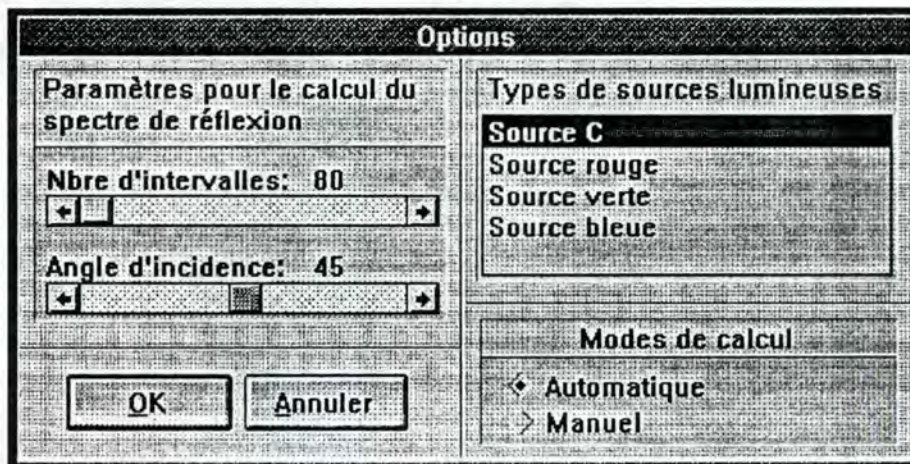 Options
Paramètres pour le calcul du
spectre de réflexion
Nbre d'intervalles: 80
Angle d'incidence: 45
OK
Annuler
Types de sources lumineuses
Source C
Source rouge
Source verte
Source bleue
Modes de calcul
Automatique
Manuel